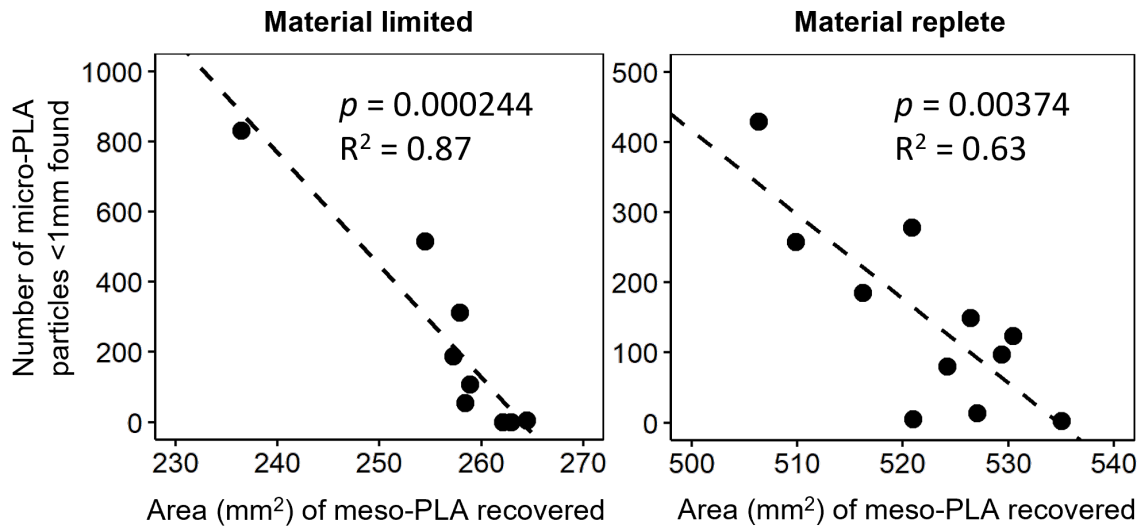 Material limited
Number of micro-PLA
particles <1mm found
1000
800
600
400
200
0
p = 0.000244
R² = 0.87
230
240
250
260
270
Area (mm²) of meso-PLA recovered
Material replete
500
400
300
200
100
0
p = 0.00374
R² = 0.63
500
510
520
530
540
Area (mm²) of meso-PLA recovered